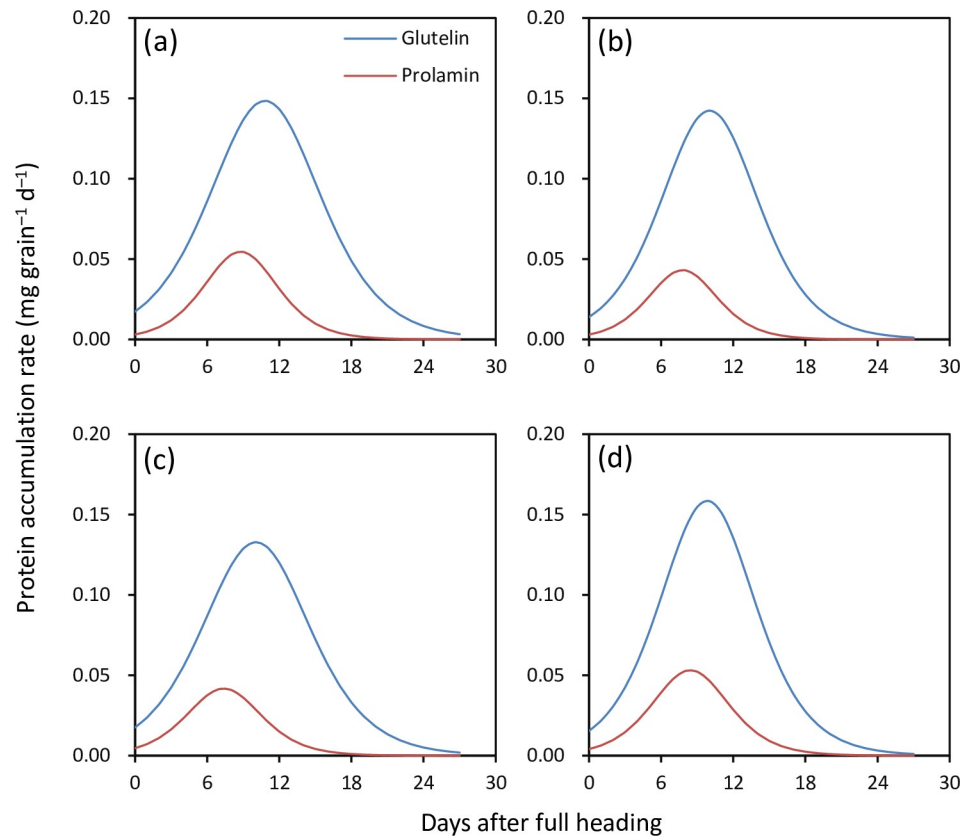 Protein accumulation rate (mg grain⁻¹ d⁻¹)
(a)
Glutelin
Prolamin
0.20
0.15
0.10
0.05
0.00
0 6 12 18 24 30
(b)
0.20
0.15
0.10
0.05
0.00
0 6 12 18 24 30
(c)
0.20
0.15
0.10
0.05
0.00
0 6 12 18 24 30
(d)
0.20
0.15
0.10
0.05
0.00
0 6 12 18 24 30
Days after full heading